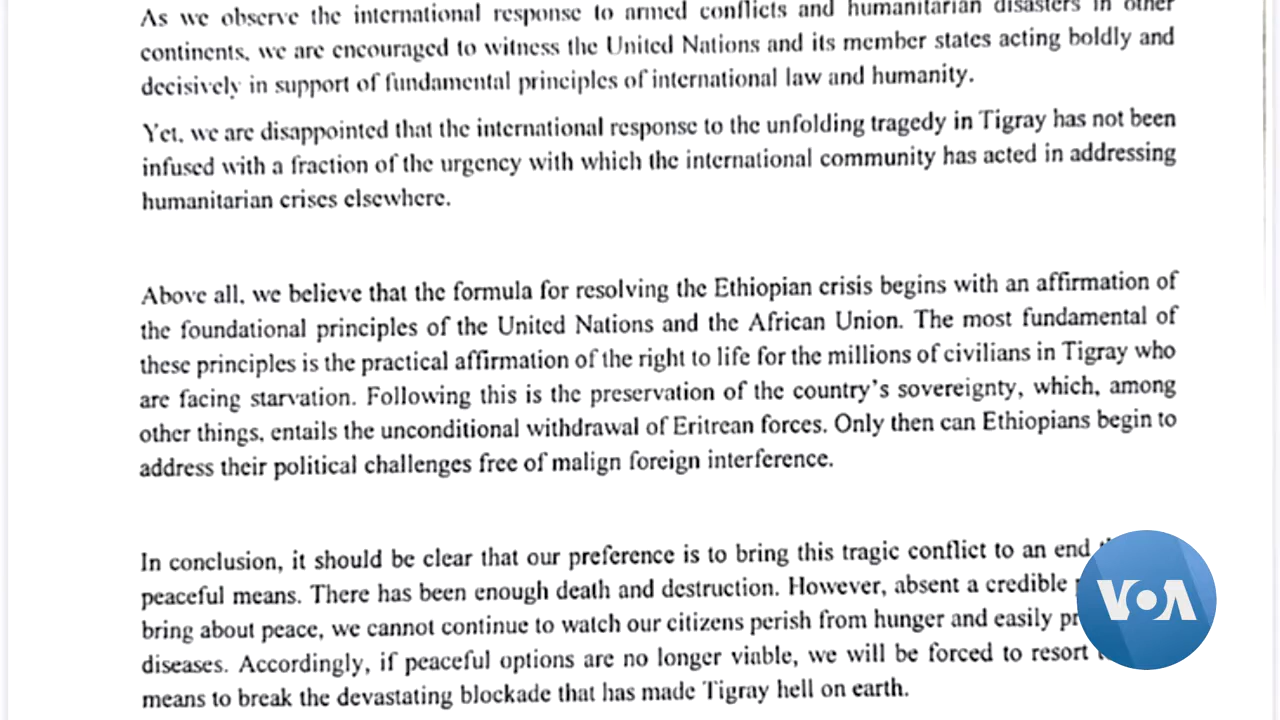 As we observe the international response to armed conflicts and humanitarian disasters in other
continents, we are encouraged to witness the United Nations and its member states acting boldly and
decisively in support of fundamental principles of international law and humanity.
Yet, we are disappointed that the international response to the unfolding tragedy in Tigray has not been
infused with a fraction of the urgency with which the international community has acted in addressing
humanitarian crises elsewhere.
Above all, we believe that the formula for resolving the Ethiopian crisis begins with an affirmation of
the foundational principles of the United Nations and the African Union. The most fundamental of
these principles is the practical affirmation of the right to life for the millions of civilians in Tigray who
are facing starvation. Following this is the preservation of the country's sovereignty, which, among
other things, entails the unconditional withdrawal of Eritrean forces. Only then can Ethiopians begin to
address their political challenges free of malign foreign interference.
In conclusion, it should be clear that our preference is to bring this tragic conflict to an end
peaceful means. There has been enough death and destruction. However, absent a credible
bring about peace, we cannot continue to watch our citizens perish from hunger and easily
diseases. Accordingly, if peaceful options are no longer viable, we will be forced to resort
means to break the devastating blockade that has made Tigray hell on earth.
VOA